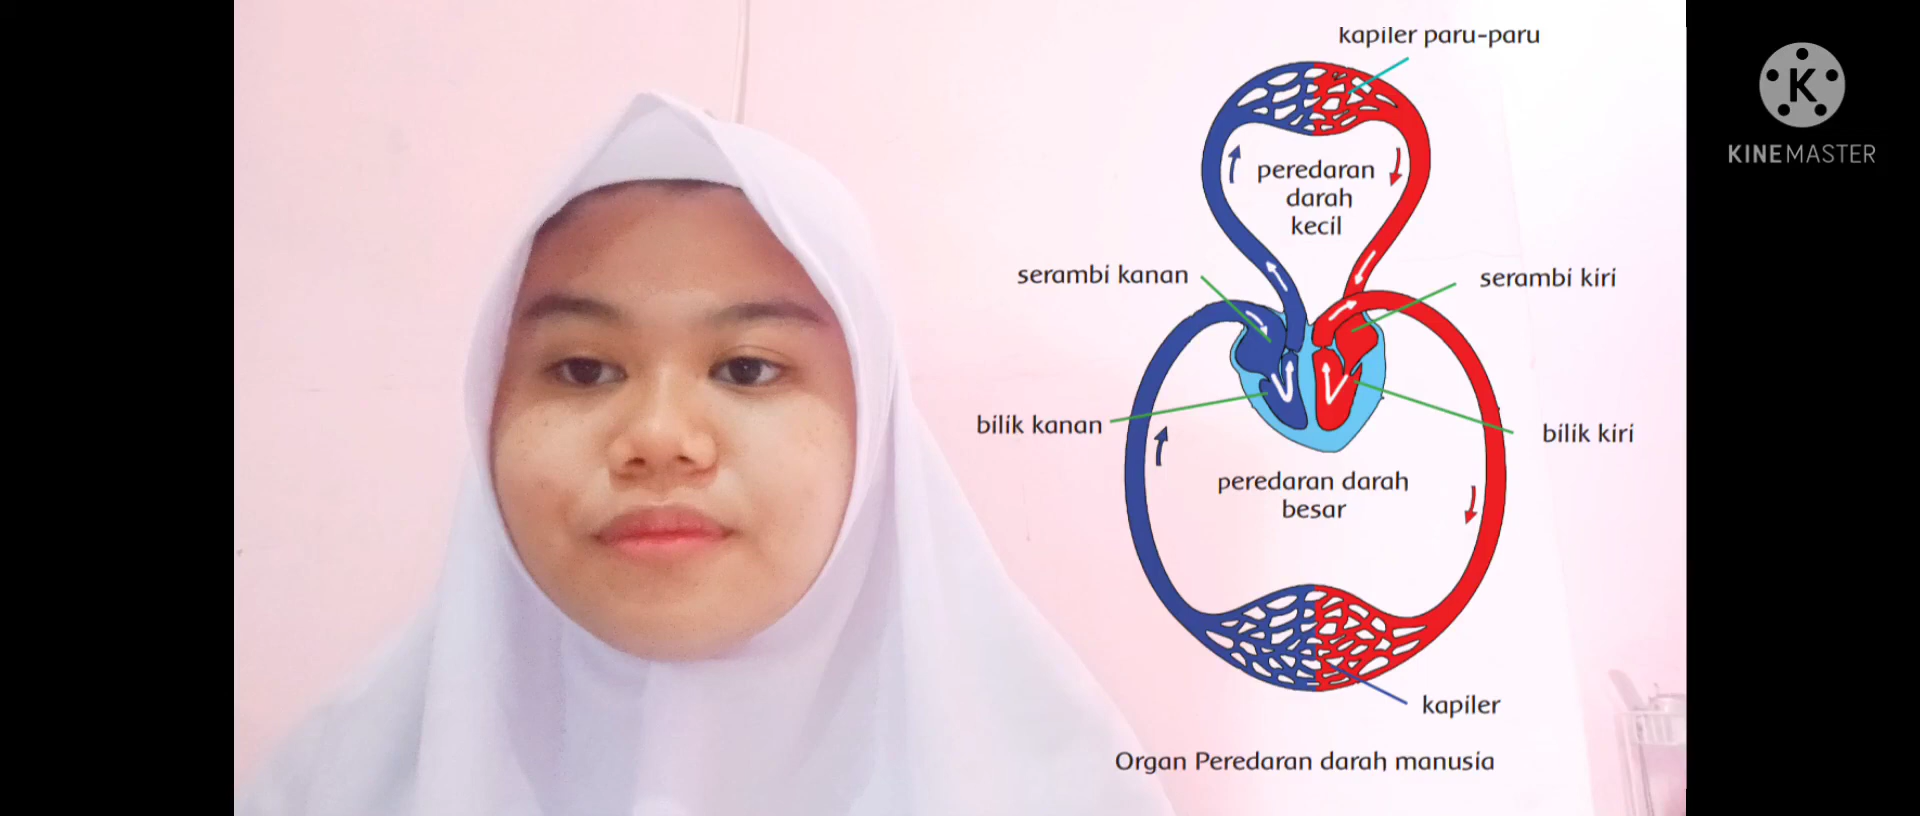 kapiler paru-paru
peredaran
darah
kecil
serambi kanan
serambi kiri
bilik kanan
bilik kiri
peredaran darah
besar
kapiler
Organ Peredaran darah manusia
K
KINEMASTER